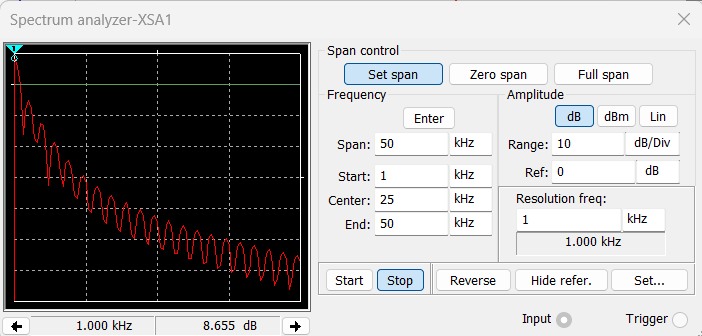 Spectrum analyzer-XSA1
1
Span control
Set span Zero span Full span
Frequency
Enter
Span: 50 kHz
Start: 1 kHz
Center: 25 kHz
End: 50 kHz
Amplitude
dB dBm Lin
Range: 10 dB/Div
Ref: 0 dB
Resolution freq:
1 kHz
1.000 kHz
Start Stop Reverse Hide refer. Set...
1.000 kHz 8.655 dB
Input Trigger